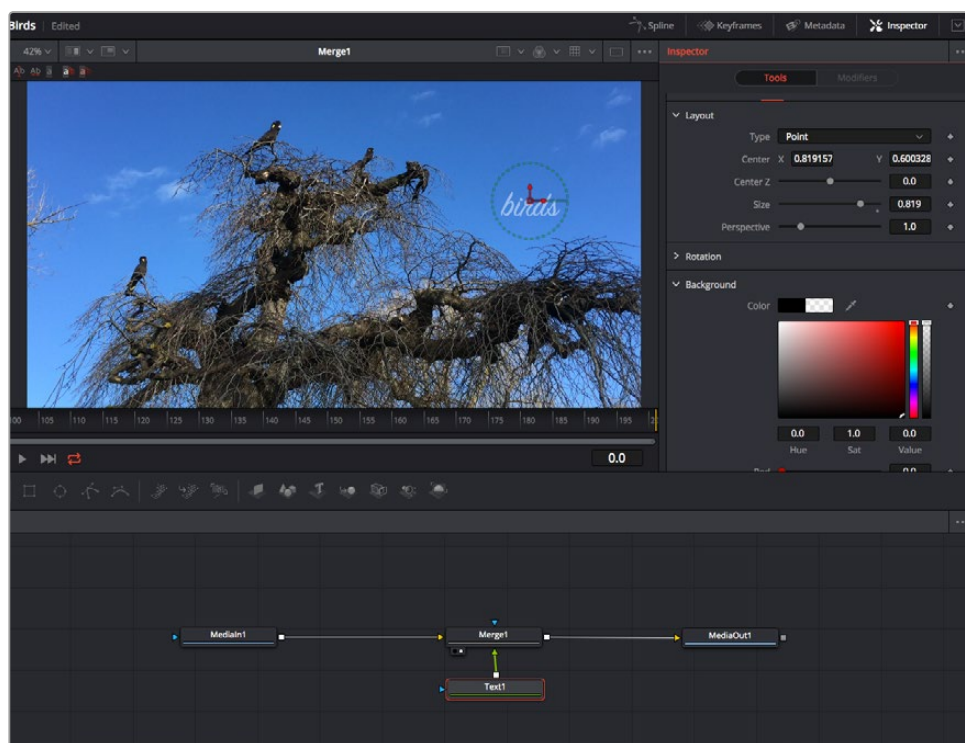 Birds Edited Spline Keyframes Metadata Inspector
42% Merge1 Inspector
Tools Modifiers
Layout
Type Point
Center X 0.819157 Y 0.600328
Center Z 0.0
Size 0.819
Perspective 1.0
birds
Rotation
Background
Color
105 110 115 120 125 130 135 140 145 150 155 160 165 170 175 180 185 190 195
0.0 1.0 0.0
Hue Sat Value
0.0
MediaIn1 Merge1 MediaOut1
Text1